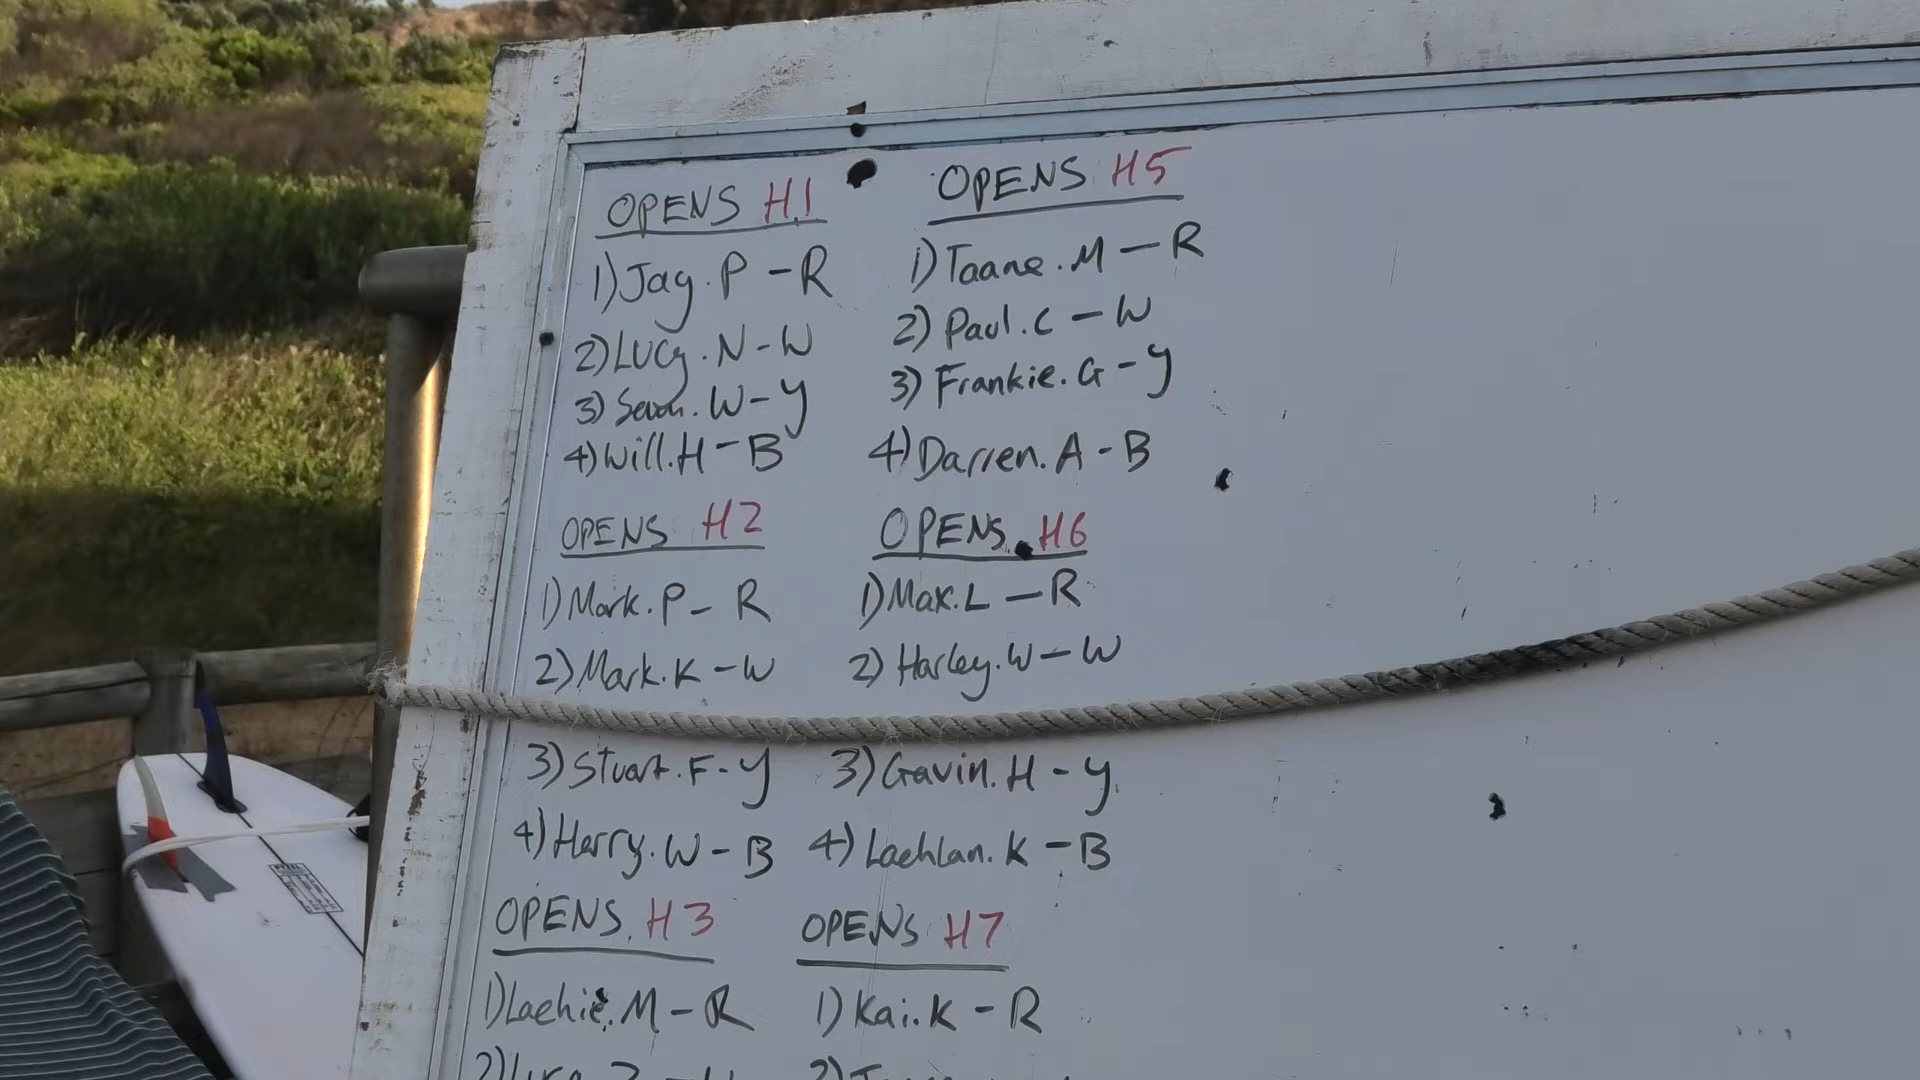 OPENS H1
1) Jay. P - R
2) Lucy. N - W
3) W - Y
4) Will. H - B
OPENS H2
1) Mark. P - R
2) Mark. K - W
3) Stuart. F - Y
4) Harry. W - B
OPENS. H3
1) Lachie. M - R
OPENS H5
1) Taane. M - R
2) Paul. C - W
3) Frankie. G - Y
4) Darren. A - B
OPENS. H6
1) Max. L - R
2) Harley. W - W
3) Gavin. H - Y
4) Lachlan. K - B
OPENS H7
1) Kai. K - R